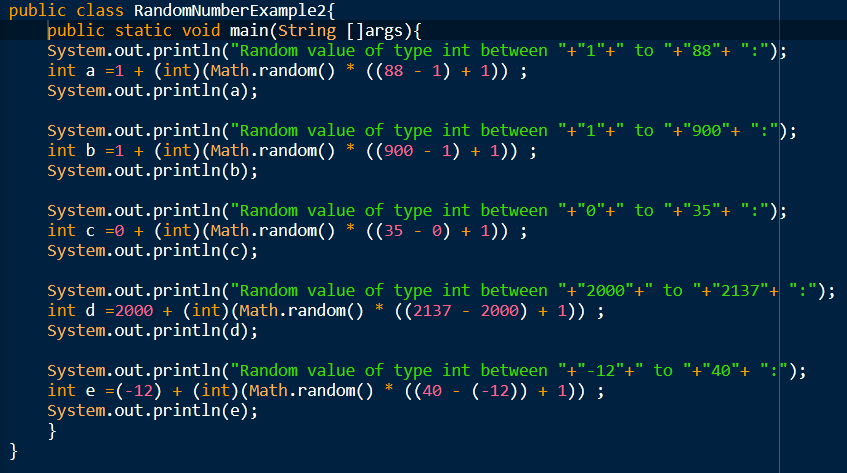 public class RandomNumberExample2{
    public static void main(String []args){
    System.out.println("Random value of type int between "+"1"+" to "+"88"+ ":");
    int a =1 + (int)(Math.random() * ((88 - 1) + 1)) ;
    System.out.println(a);

    System.out.println("Random value of type int between "+"1"+" to "+"900"+ ":");
    int b =1 + (int)(Math.random() * ((900 - 1) + 1)) ;
    System.out.println(b);

    System.out.println("Random value of type int between "+"0"+" to "+"35"+ ":");
    int c =0 + (int)(Math.random() * ((35 - 0) + 1)) ;
    System.out.println(c);

    System.out.println("Random value of type int between "+"2000"+" to "+"2137"+ ":");
    int d =2000 + (int)(Math.random() * ((2137 - 2000) + 1)) ;
    System.out.println(d);

    System.out.println("Random value of type int between "+"-12"+" to "+"40"+ ":");
    int e =(-12) + (int)(Math.random() * ((40 - (-12)) + 1)) ;
    System.out.println(e);
    }
}